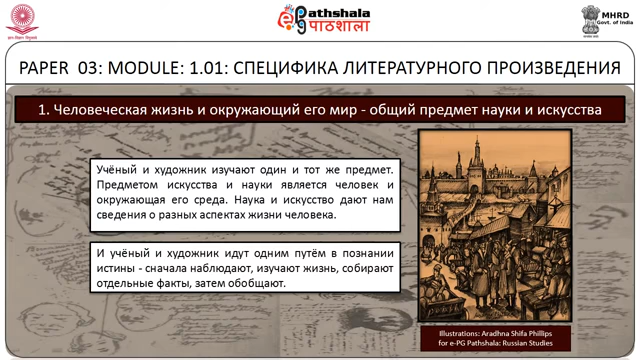 ePathshala
PG पाठशाला
MHRD
Govt. of India
PAPER 03: MODULE: 1.01: СПЕЦИФИКА ЛИТЕРАТУРНОГО ПРОИЗВЕДЕНИЯ
1. Человеческая жизнь и окружающий его мир - общий предмет науки и искусства
Учёный и художник изучают один и тот же предмет.
Предметом искусства и науки является человек и
окружающая его среда. Наука и искусство дают нам
сведения о разных аспектах жизни человека.
И учёный и художник идут одним путём в познании
истины - сначала наблюдают, изучают жизнь, собирают
отдельные факты, затем обобщают.
Illustrations: Aradhna Shifa Phillips
for e-PG Pathshala: Russian Studies